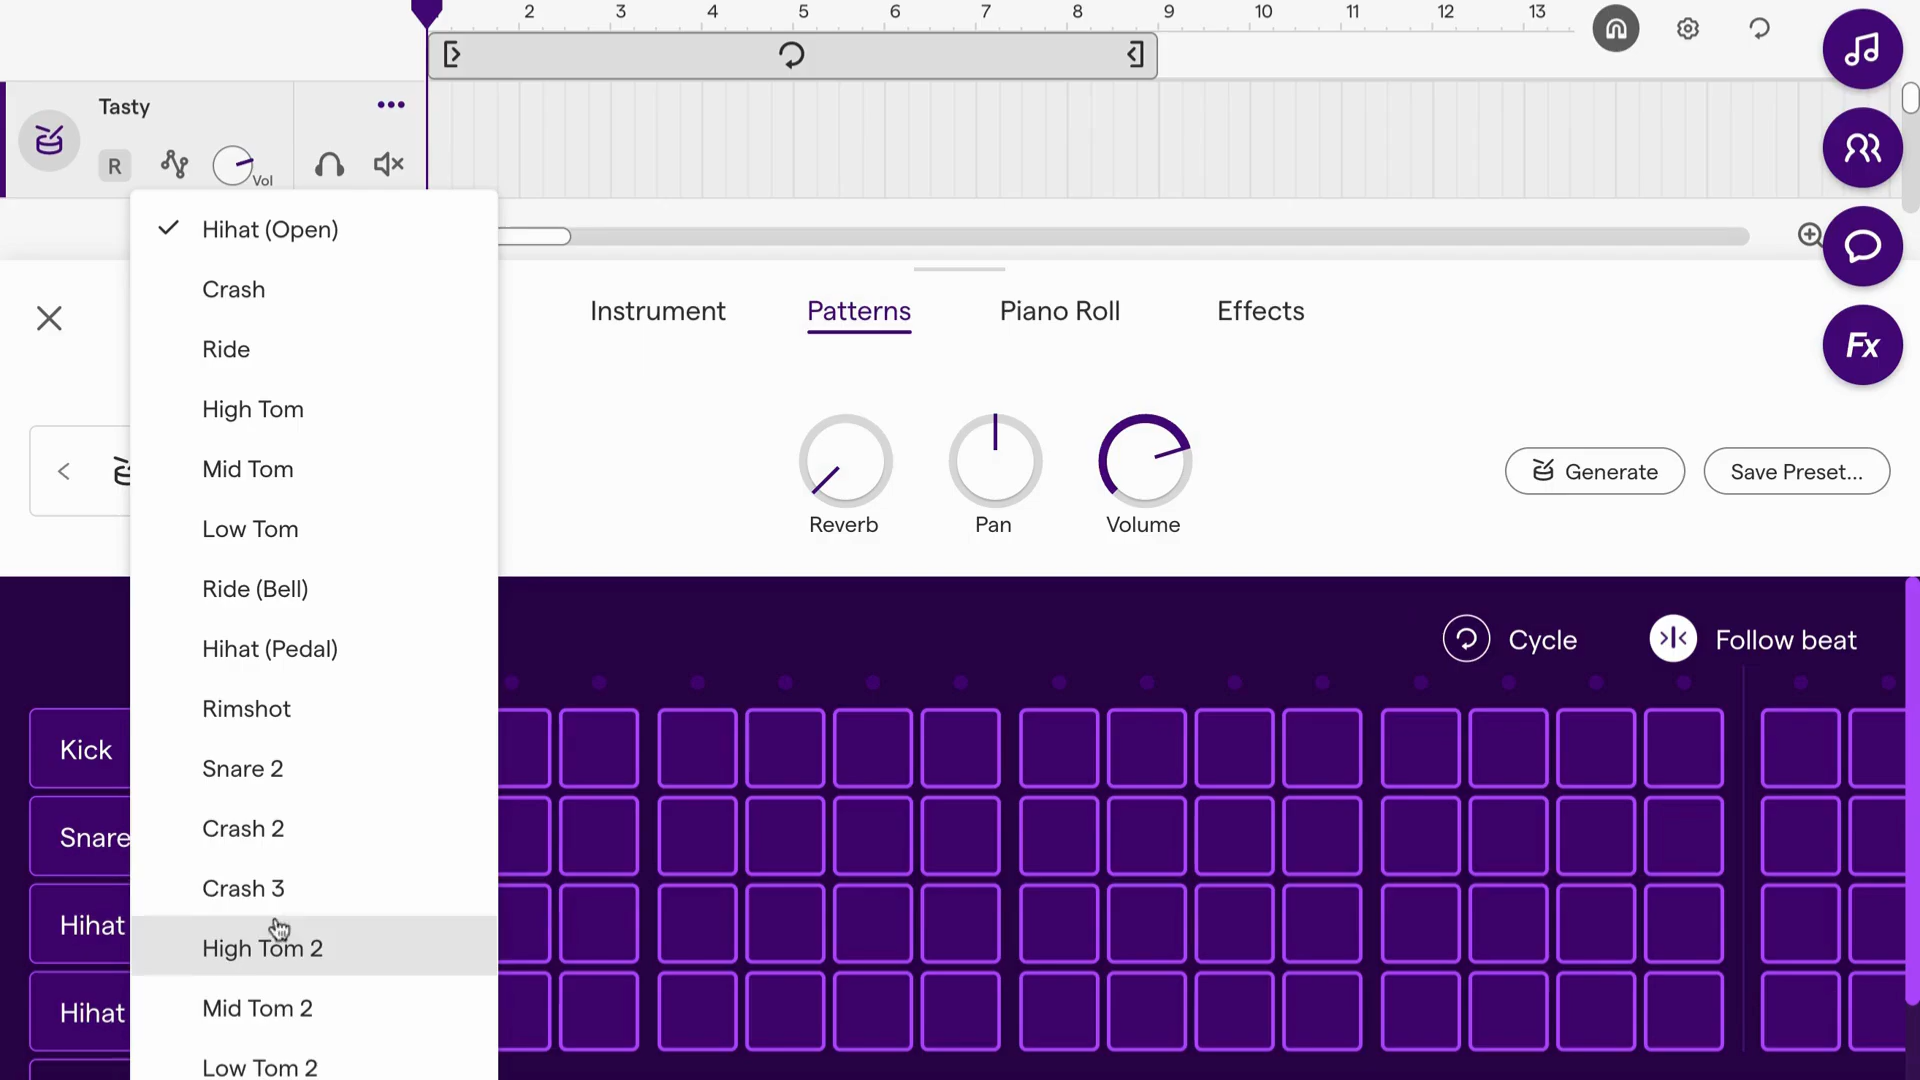 2 3 4 5 6 7 8 9 10 11 12 13
Tasty
R
Vol
Hihat (Open)
Crash
Ride
High Tom
Mid Tom
Low Tom
Ride (Bell)
Hihat (Pedal)
Rimshot
Snare 2
Crash 2
Crash 3
High Tom 2
Mid Tom 2
Low Tom 2
Instrument Patterns Piano Roll Effects
Fx
Reverb Pan Volume
Generate Save Preset...
Cycle Follow beat
Kick
Snare
Hihat
Hihat